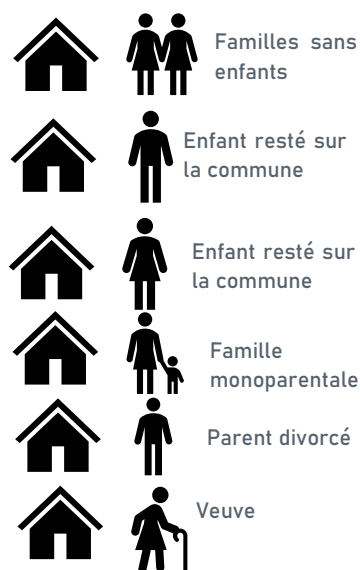 Familles sans
enfants
Enfant resté sur
la commune
Enfant resté sur
la commune
Famille
monoparentale
Parent divorcé
Veuve